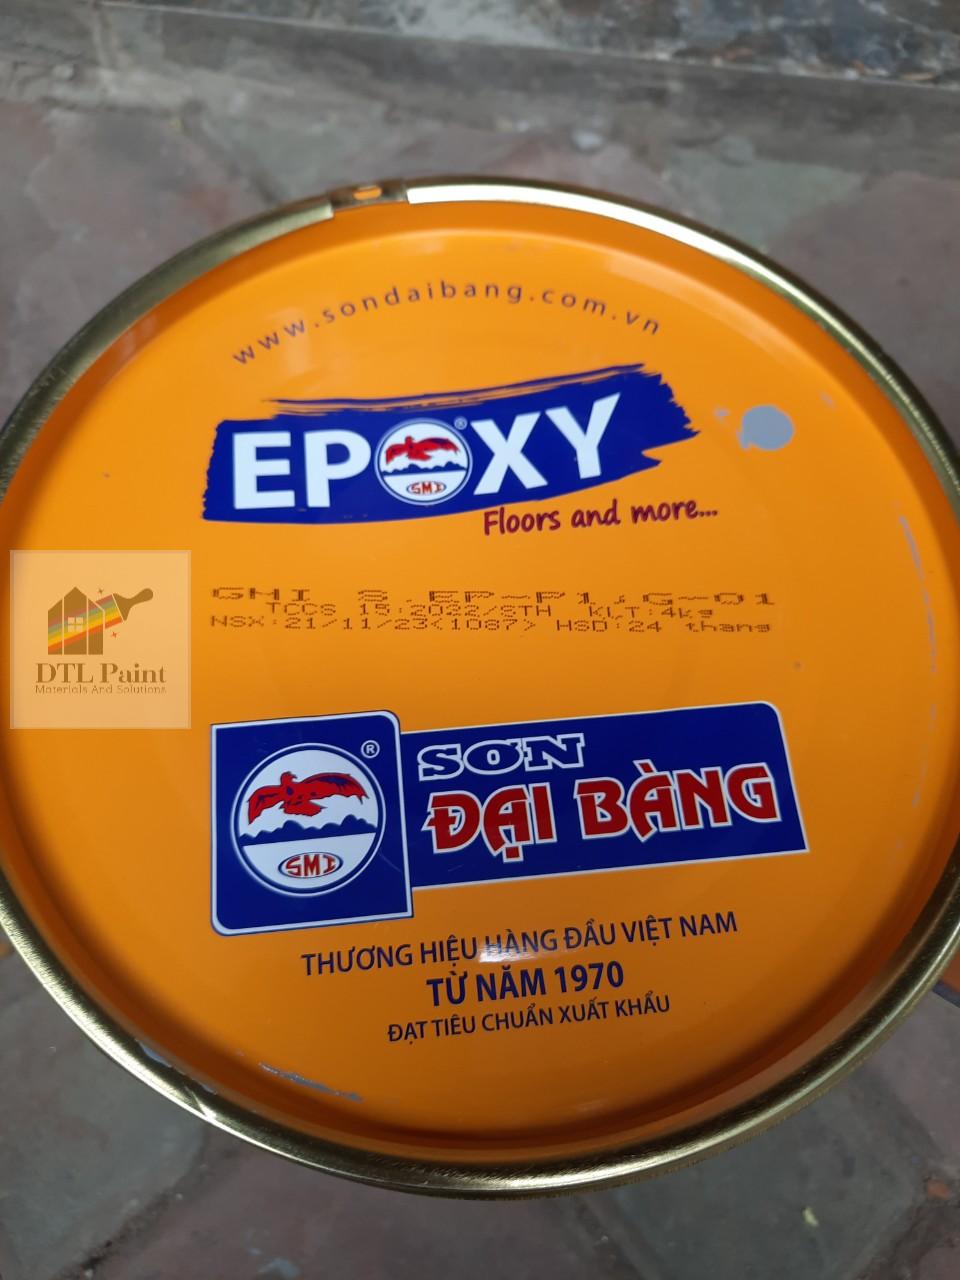 www.sondaibang.com.vn
EPOXY
®
SMI
Floors and more...
GHI S.EP-P1.G-01
TCCS 15:2022/STH KLT:4kg
NSX:21/11/23<1087> HSD:24 thang
DTL Paint
Materials And Solutions
®
SƠN
ĐẠI BÀNG
SMI
THƯƠNG HIỆU HÀNG ĐẦU VIỆT NAM
TỪ NĂM 1970
ĐẠT TIÊU CHUẨN XUẤT KHẨU